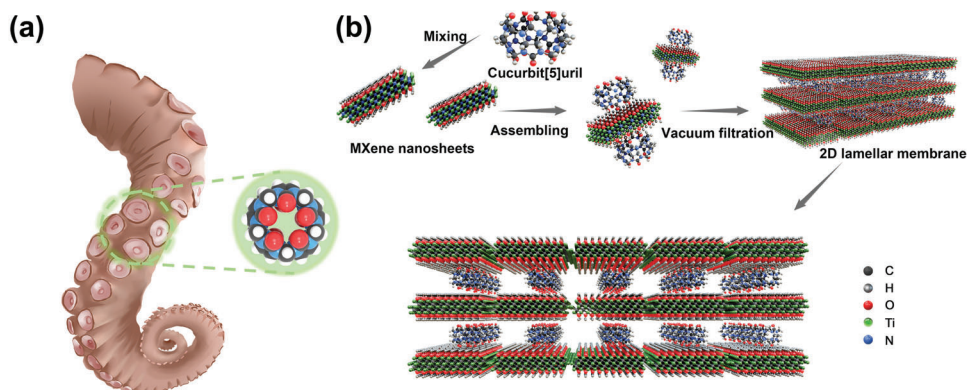 (a)
(b)
Mixing
Cucurbit[5]uril
MXene nanosheets
Assembling
Vacuum filtration
2D lamellar membrane
C
H
O
Ti
N